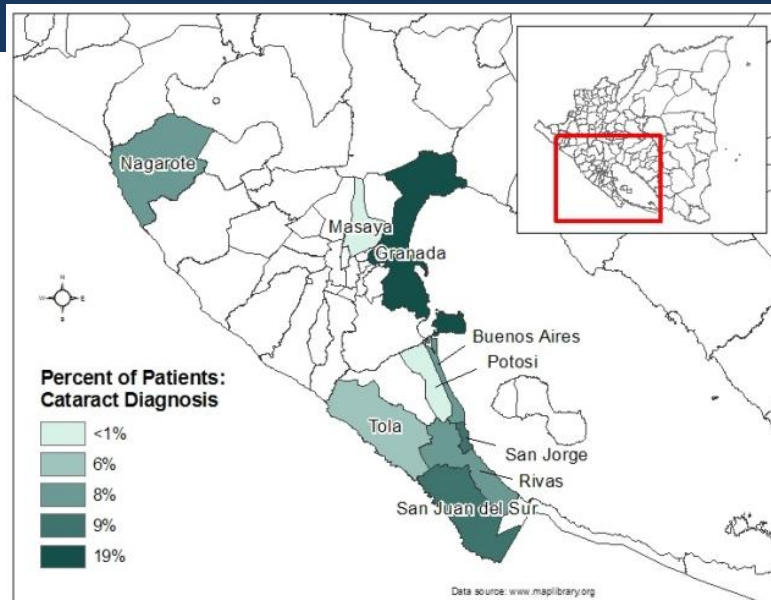 Nagarote
Masaya
Granada
N
W E
S
Buenos Aires
Potosi
Percent of Patients:
Cataract Diagnosis
<1%
6%
8%
9%
19%
Tola
San Jorge
Rivas
San Juan del Sur
Data source: www.maplibrary.org